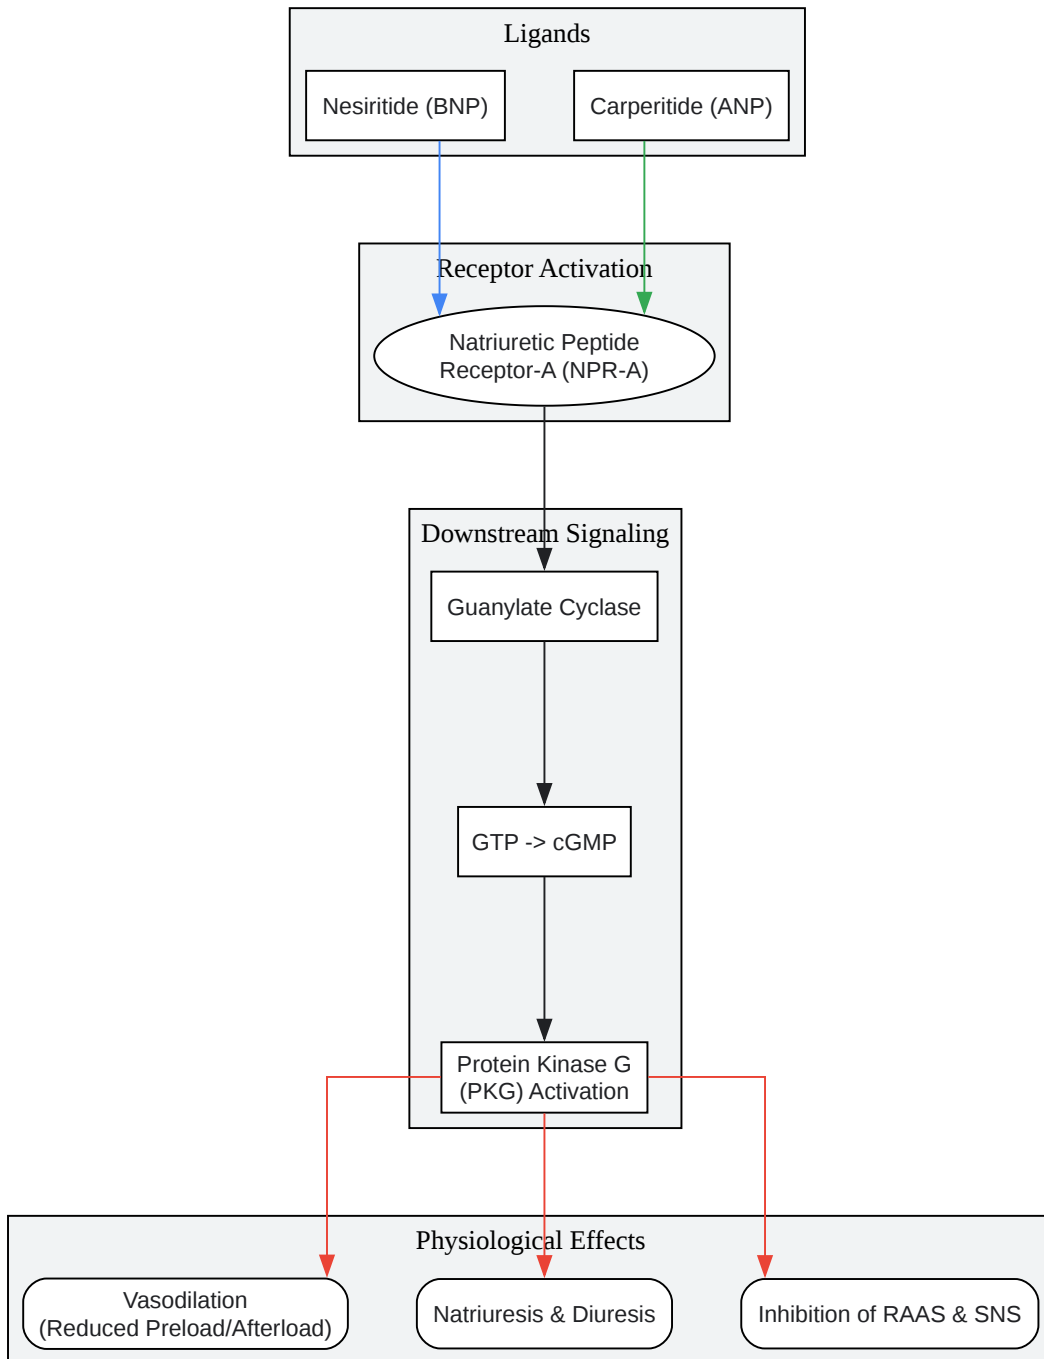 Ligands
Nesiritide (BNP)
Carperitide (ANP)
Receptor Activation
Natriuretic Peptide
Receptor-A (NPR-A)
Downstream Signaling
Guanylate Cyclase
GTP -> cGMP
Protein Kinase G
(PKG) Activation
Physiological Effects
Vasodilation
(Reduced Preload/Afterload)
Natriuresis & Diuresis
Inhibition of RAAS & SNS